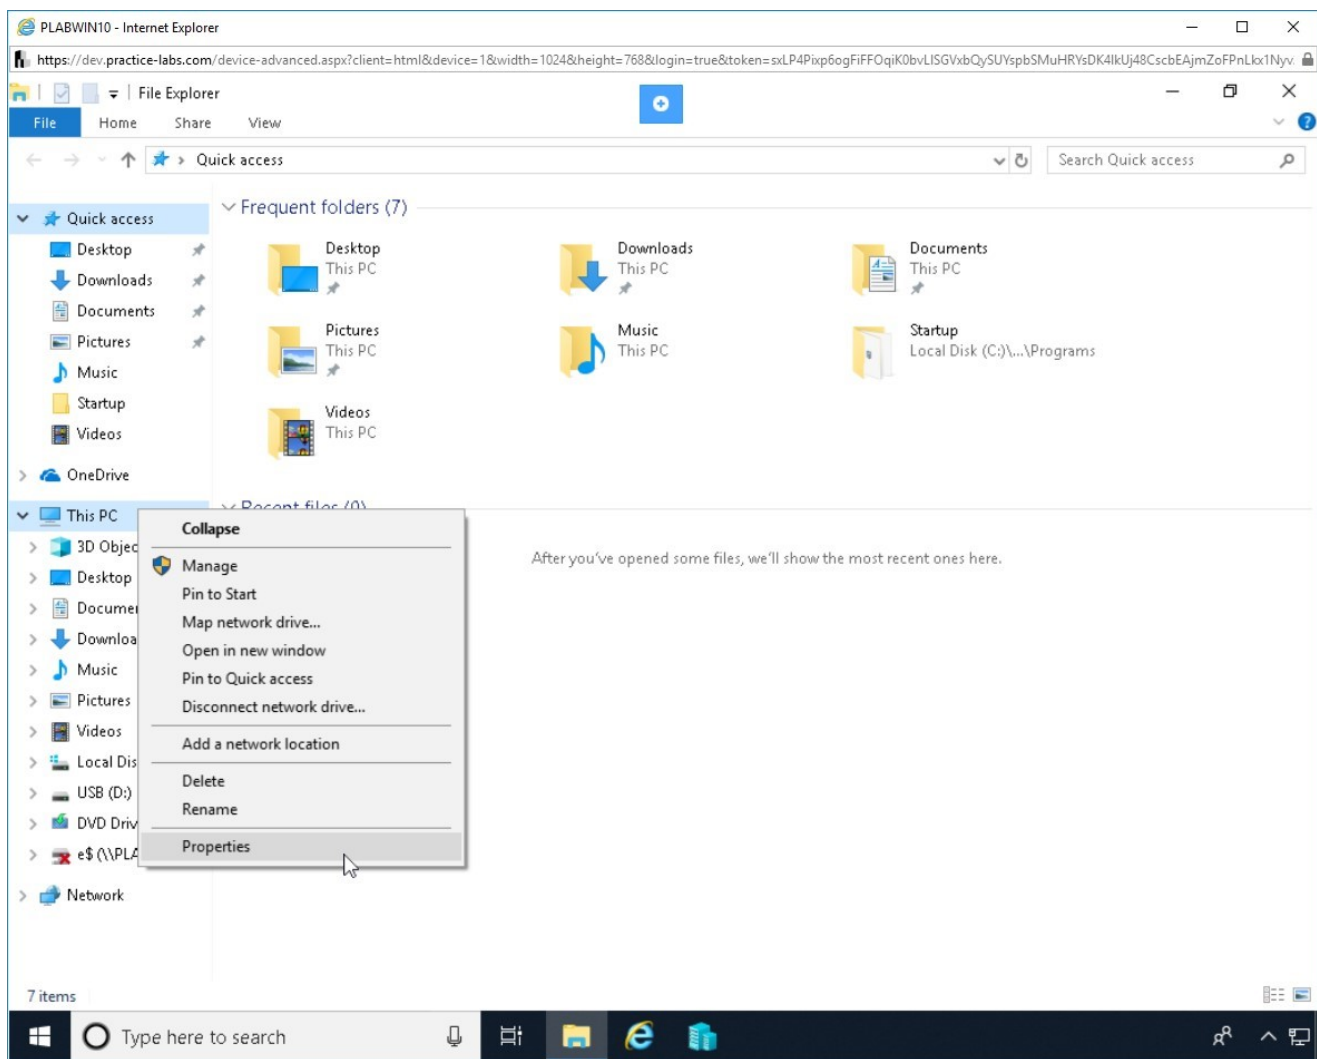 PLABWIN10 - Internet Explorer
https://dev.practice-labs.com/device-advanced.aspx?client=html&device=1&width=1024&height=768&login=true&token=sxLP4Pixp6ogFiFFOqiK0bvLISGVxbQySUYspbSMuHRYsDK4IkUj48CscbEAjmZoFPnLkx1Nyv.
File Explorer
File Home Share View
Quick access
Search Quick access
Quick access
Desktop
Downloads
Documents
Pictures
Music
Startup
Videos
OneDrive
This PC
3D Objec
Desktop
Documen
Downloa
Music
Pictures
Videos
Local Dis
USB (D:)
DVD Driv
e$ (\\PLA
Network
Frequent folders (7)
Desktop
This PC
Downloads
This PC
Documents
This PC
Pictures
This PC
Music
This PC
Startup
Local Disk (C:)\...\Programs
Videos
This PC
Recent files (0)
After you've opened some files, we'll show the most recent ones here.
Collapse
Manage
Pin to Start
Map network drive...
Open in new window
Pin to Quick access
Disconnect network drive...
Add a network location
Delete
Rename
Properties
7 items
Type here to search